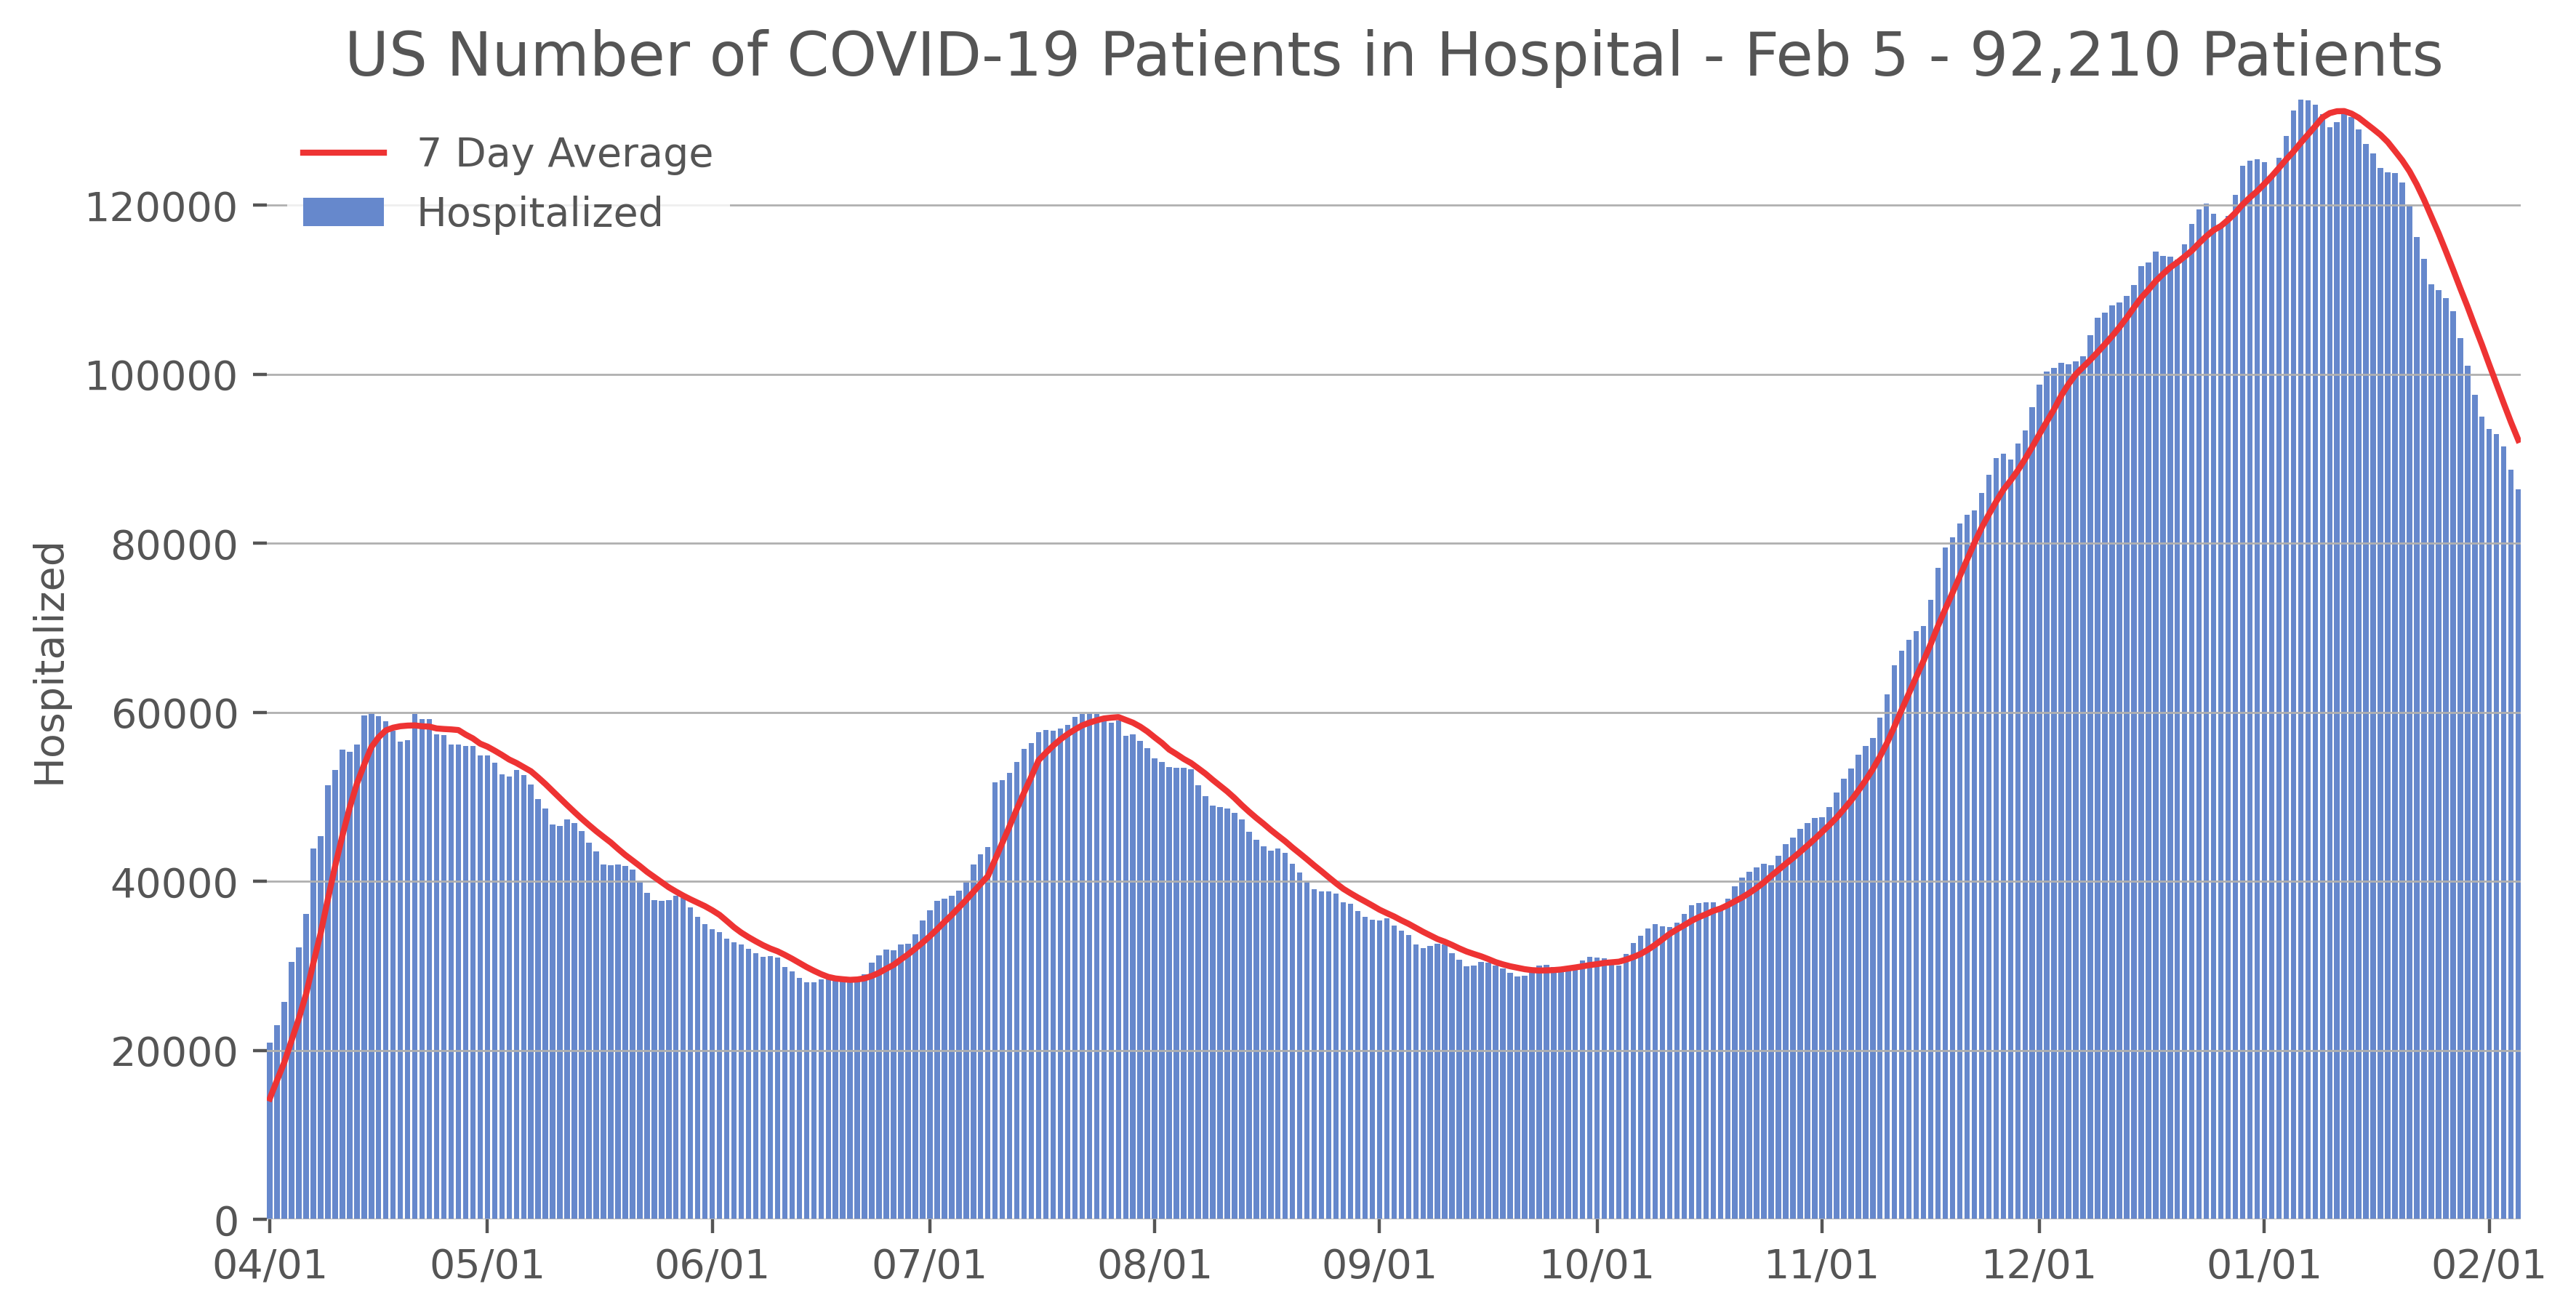 US Number of COVID-19 Patients in Hospital - Feb 5 - 92,210 Patients
7 Day Average
Hospitalized
Hospitalized
120000
100000
80000
60000
40000
20000
0
04/01 05/01 06/01 07/01 08/01 09/01 10/01 11/01 12/01 01/01 02/01